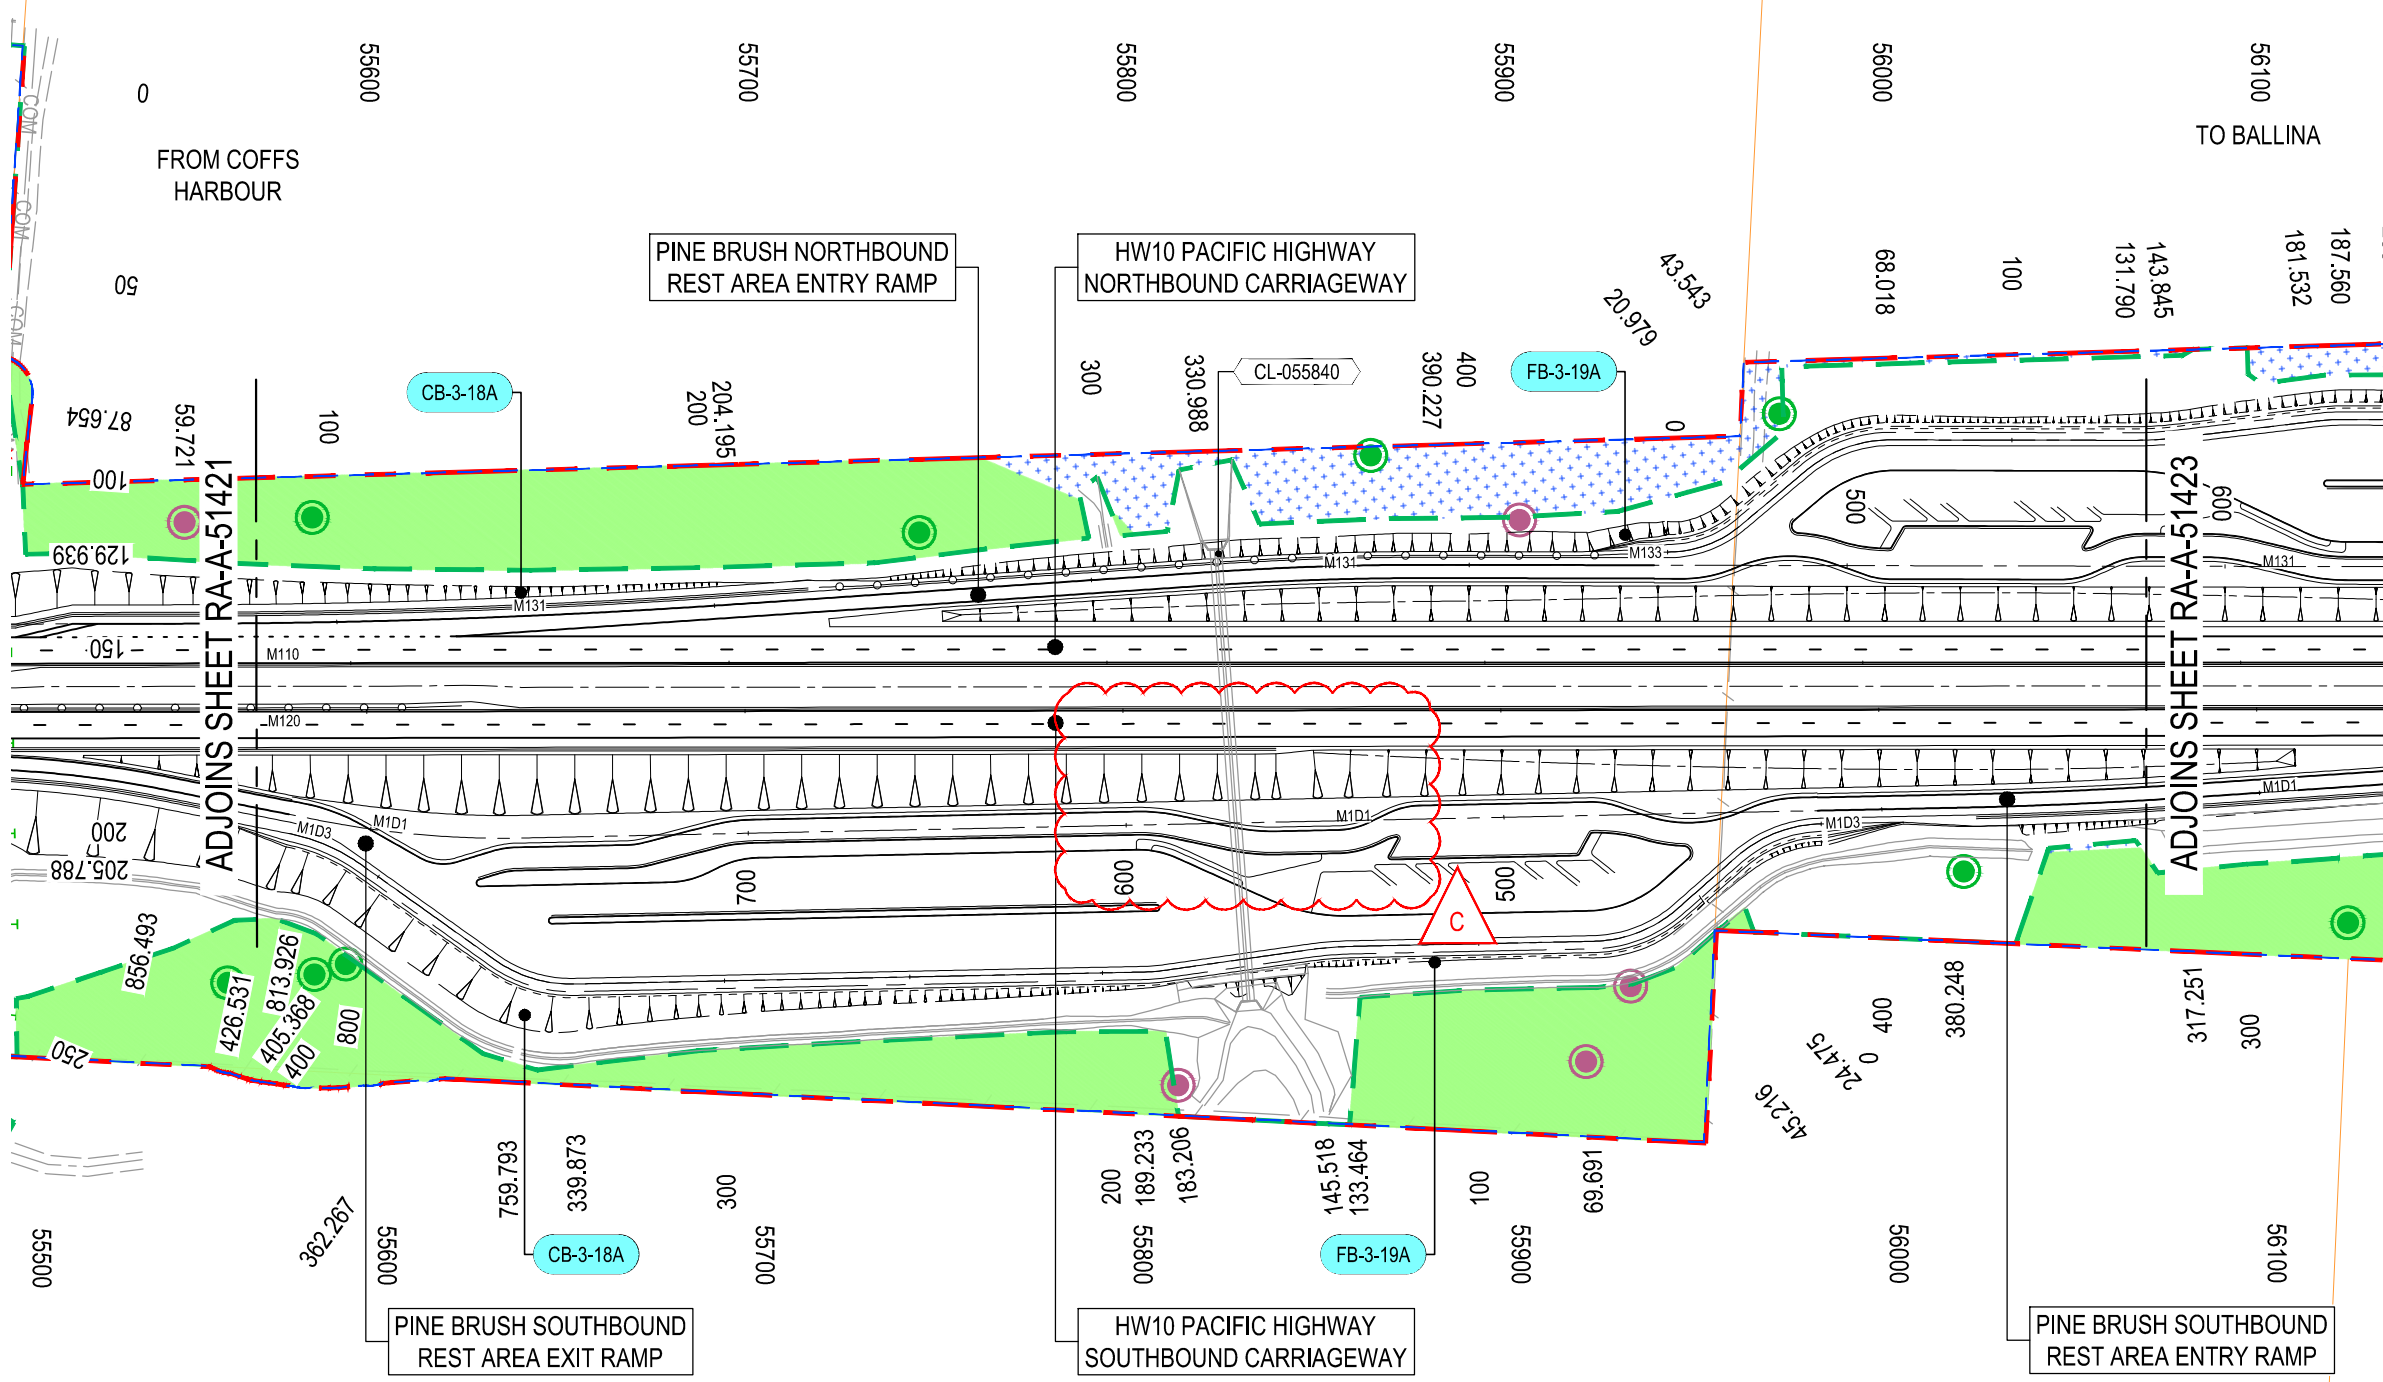 55600
55700
55800
55900
56000
56100
0
COM
COM
COM
FROM COFFS
HARBOUR
TO BALLINA
50
PINE BRUSH NORTHBOUND
REST AREA ENTRY RAMP
HW10 PACIFIC HIGHWAY
NORTHBOUND CARRIAGEWAY
43.543
20.979
68.018
100
131.790
143.845
181.532
187.560
CB-3-18A
CL-055840
FB-3-19A
87.654
59.721
100
200
204.195
300
330.988
390.227
400
0
100
129.939
150
ADJOINS SHEET RA-A-51421
ADJOINS SHEET RA-A-51423
M131
M131
M133
M131
500
600
M110
M120
M1D3
M1D1
M1D1
M1D3
M1D1
200
205.788
700
600
500
C
856.493
426.531
813.926
405.368
400
800
250
400
380.248
0
24.475
45.216
317.251
300
362.267
759.793
339.873
300
200
189.233
183.206
145.518
133.464
100
69.691
55500
55600
55700
55800
55900
56000
56100
CB-3-18A
FB-3-19A
PINE BRUSH SOUTHBOUND
REST AREA EXIT RAMP
HW10 PACIFIC HIGHWAY
SOUTHBOUND CARRIAGEWAY
PINE BRUSH SOUTHBOUND
REST AREA ENTRY RAMP